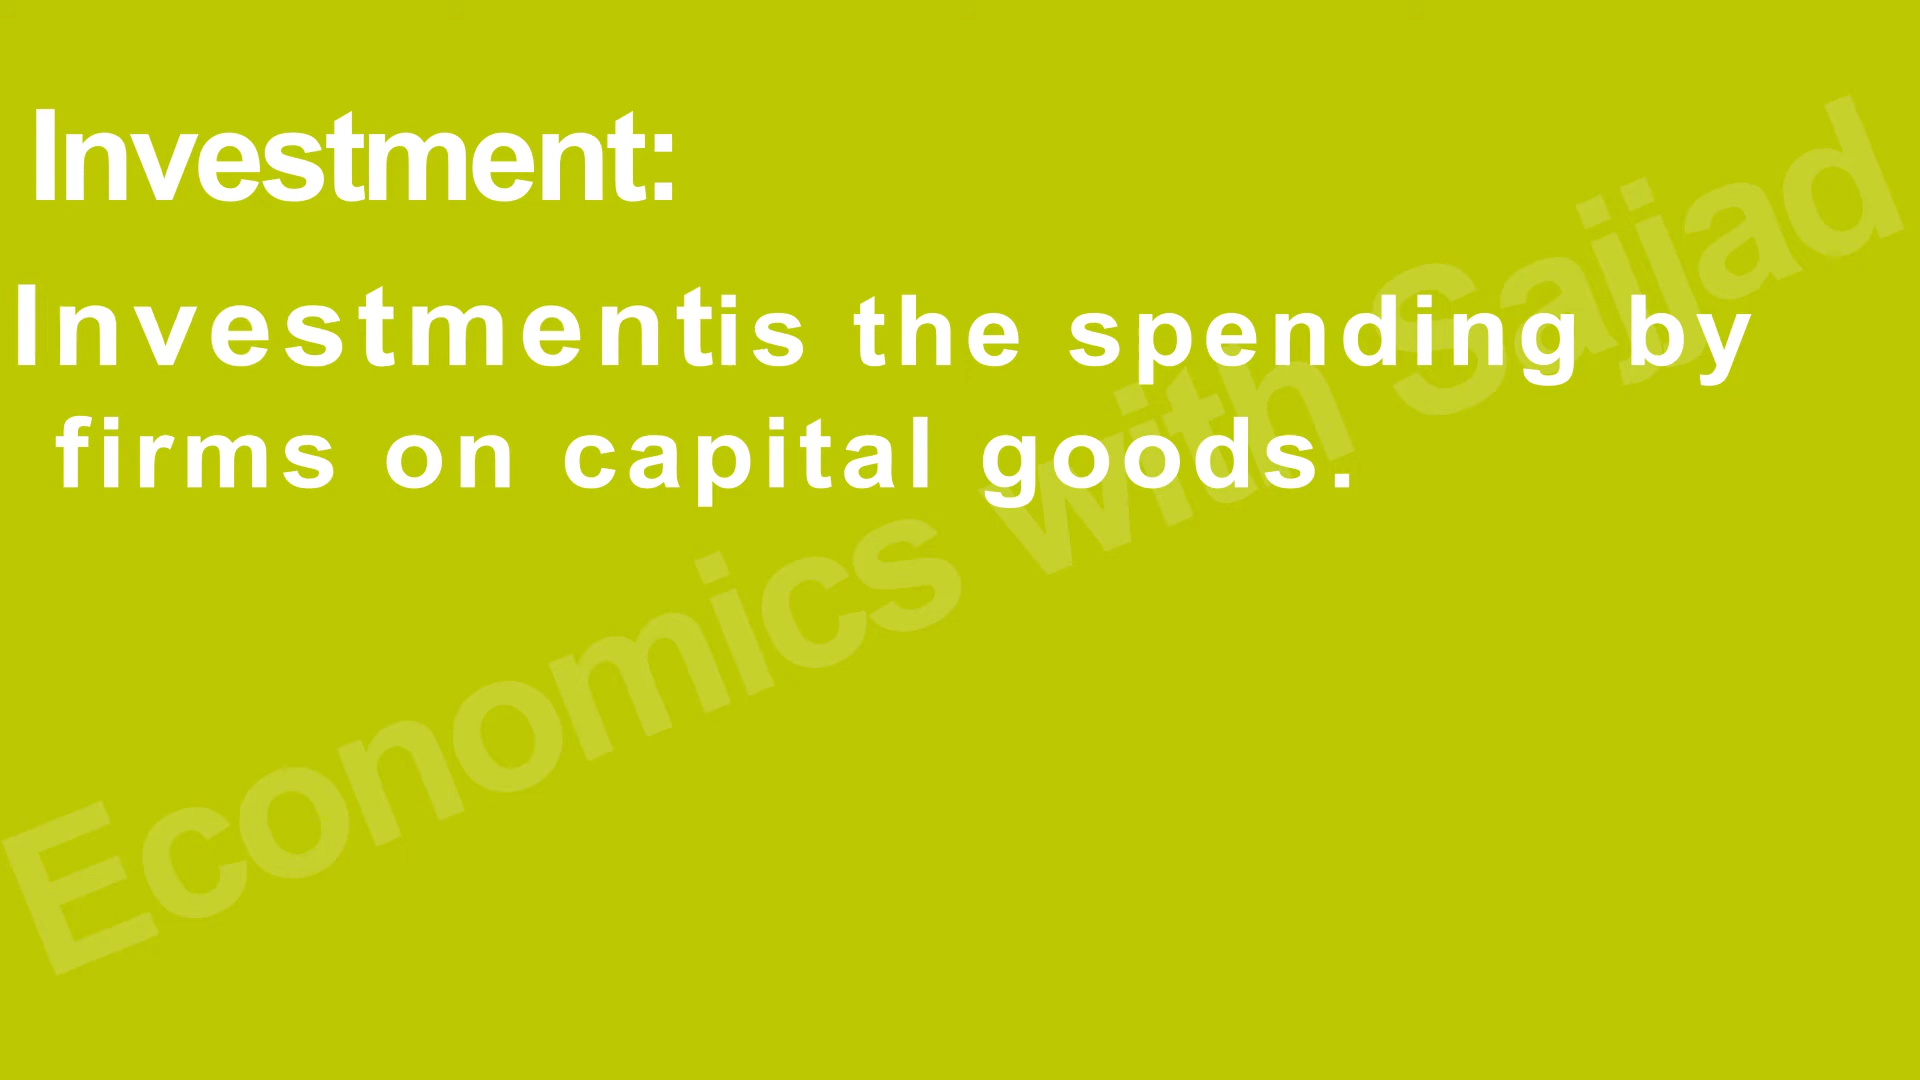 Investment:
Investmentis the spending by
firms on capital goods.
Economics with Sajjad